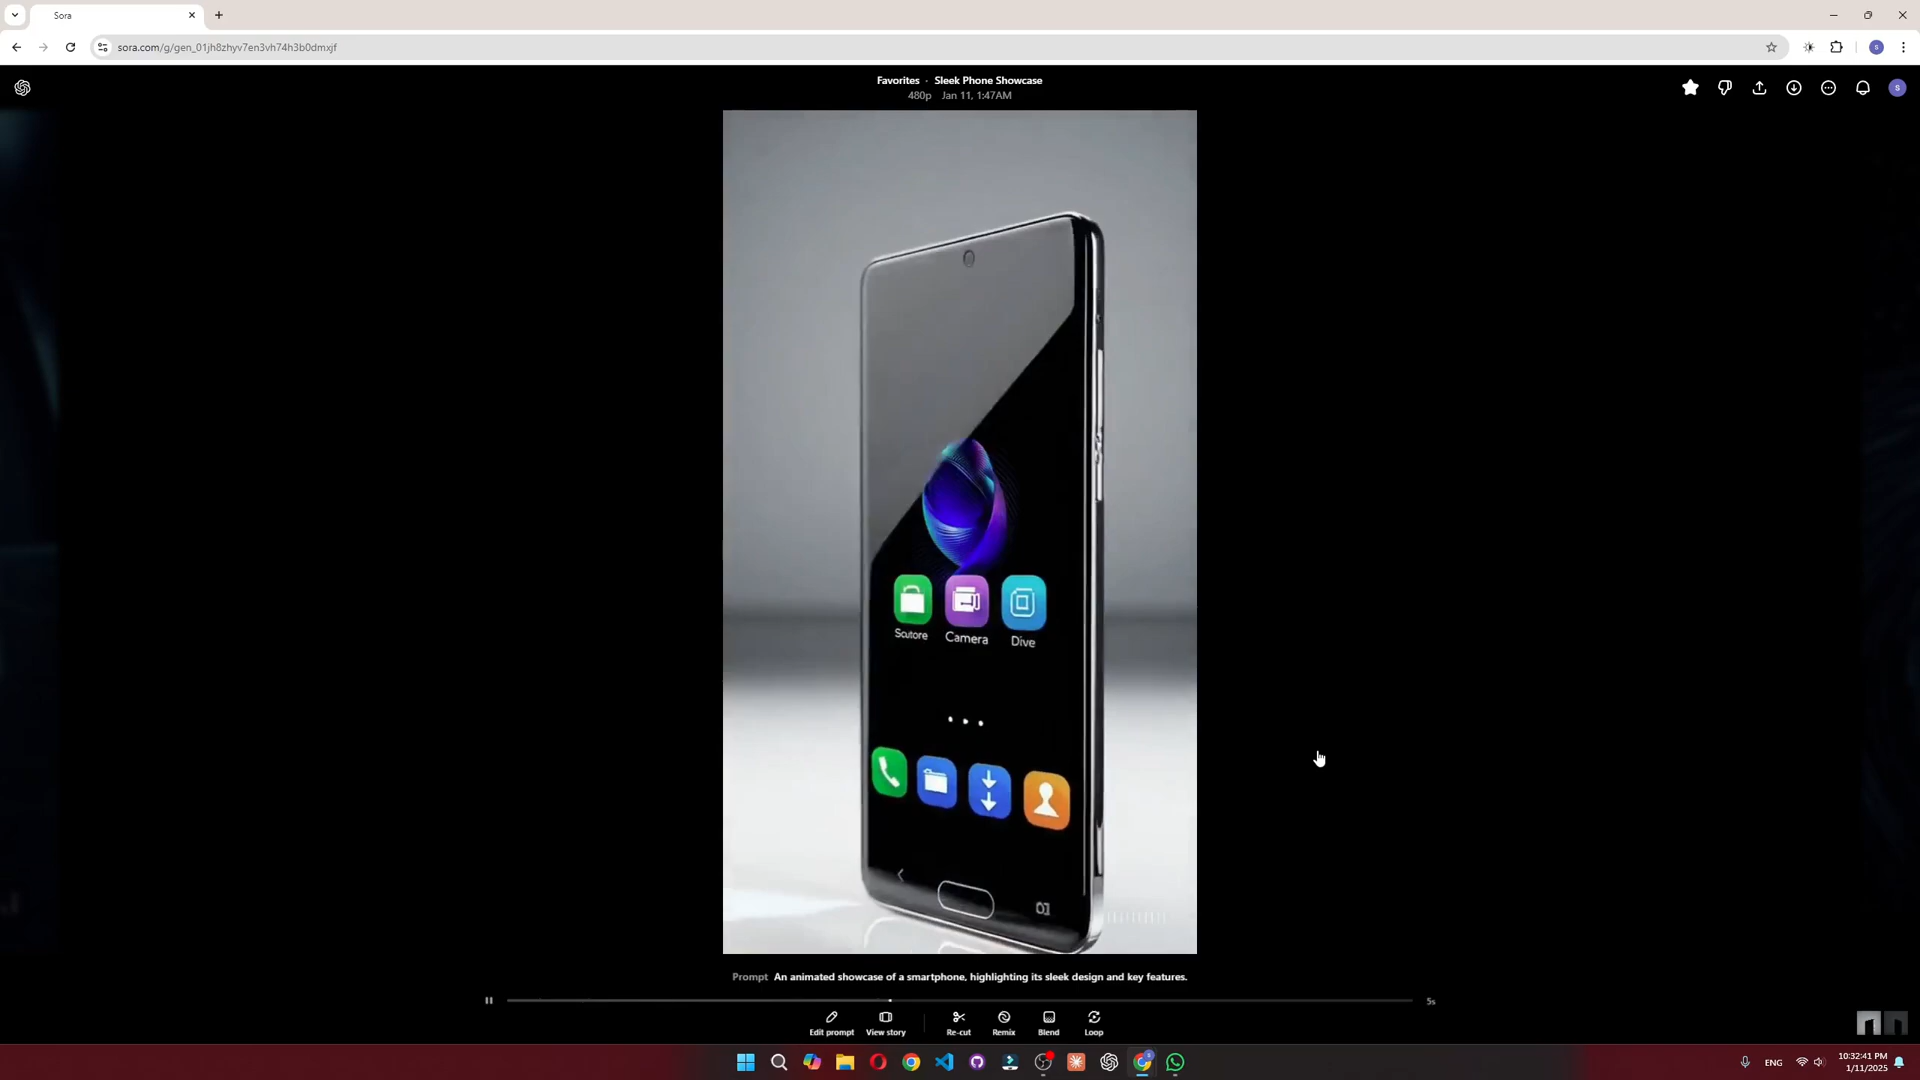 Sora
sora.com/g/gen_01jh8zhyv7en3vh74h3b0dmxjf
S
Favorites · Sleek Phone Showcase
480p Jan 11, 1:47AM
S
Scutore Camera Dive
Prompt An animated showcase of a smartphone, highlighting its sleek design and key features.
5s
Edit prompt View story Re-cut Remix Blend Loop
ENG
10:32:41 PM
1/11/2025